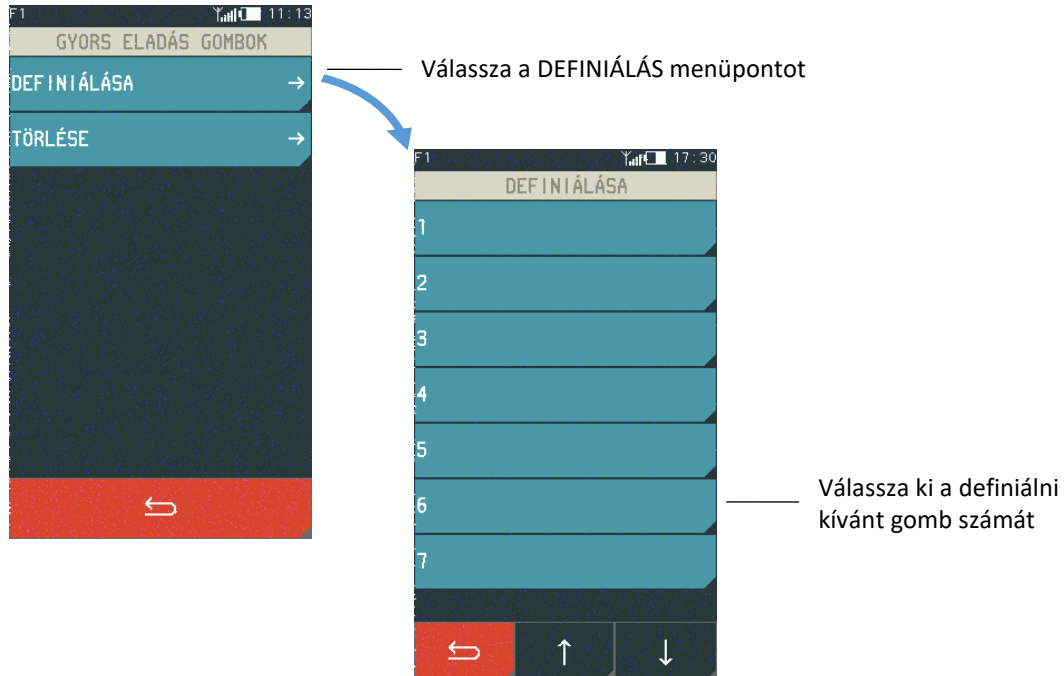 F1 11:13
GYORS ELADÁS GOMBOK
DEFINIÁLÁSA →
TÖRLÉSE →
Válassza a DEFINIÁLÁS menüpontot
F1 17:30
DEFINIÁLÁSA
1
2
3
4
5
6
7
↑ ↓
Válassza ki a definiálni
kívánt gomb számát